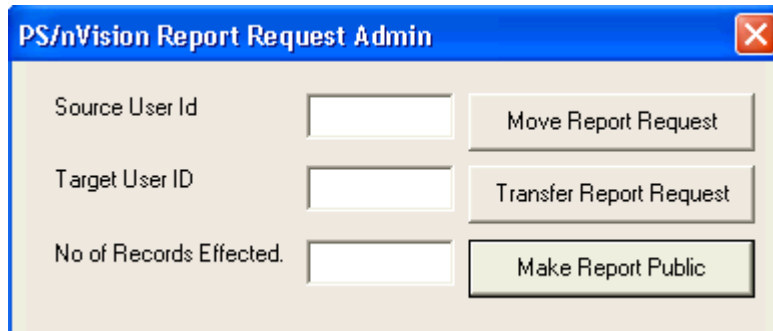 PS/nVision Report Request Admin
Source User Id
Move Report Request
Target User ID
Transfer Report Request
No of Records Effected.
Make Report Public